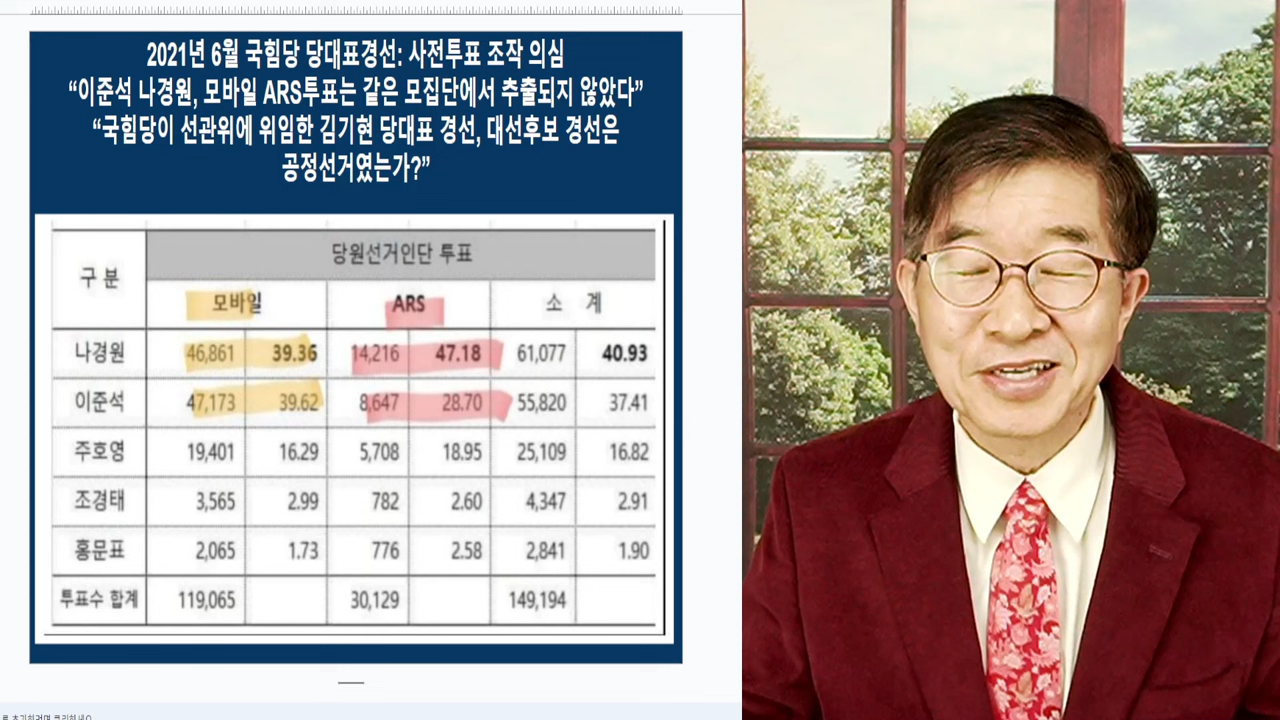 2021년 6월 국힘당 당대표경선: 사전투표 조작 의심
“이준석 나경원, 모바일 ARS투표는 같은 모집단에서 추출되지 않았다”
“국힘당이 선관위에 위임한 김기현 당대표 경선, 대선후보 경선은
공정선거였는가?”
구 분 당원선거인단 투표
모바일 ARS 소 계
나경원 46,861 39.36 14,216 47.18 61,077 40.93
이준석 47,173 39.62 8,647 28.70 55,820 37.41
주호영 19,401 16.29 5,708 18.95 25,109 16.82
조경태 3,565 2.99 782 2.60 4,347 2.91
홍문표 2,065 1.73 776 2.58 2,841 1.90
투표수 합계 119,065 30,129 149,194